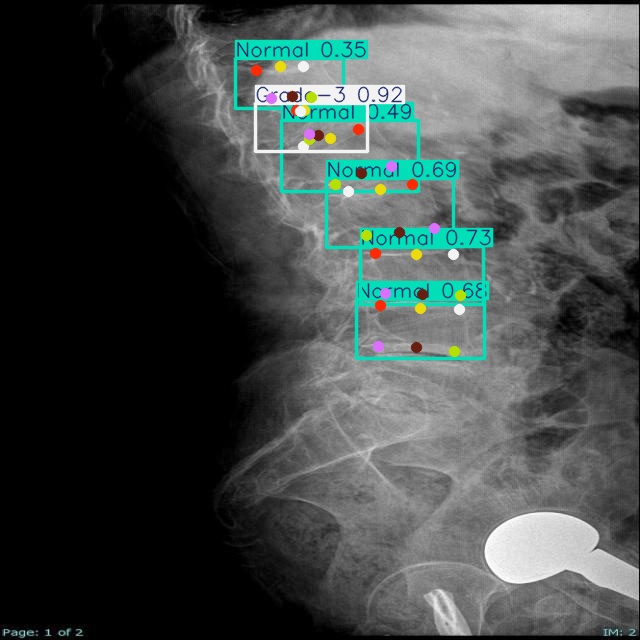 Normal 0.35
Grade-3 0.92
Normal 0.49
Normal 0.69
Normal 0.73
Normal 0.68
Page: 1 of 2
IM: 2